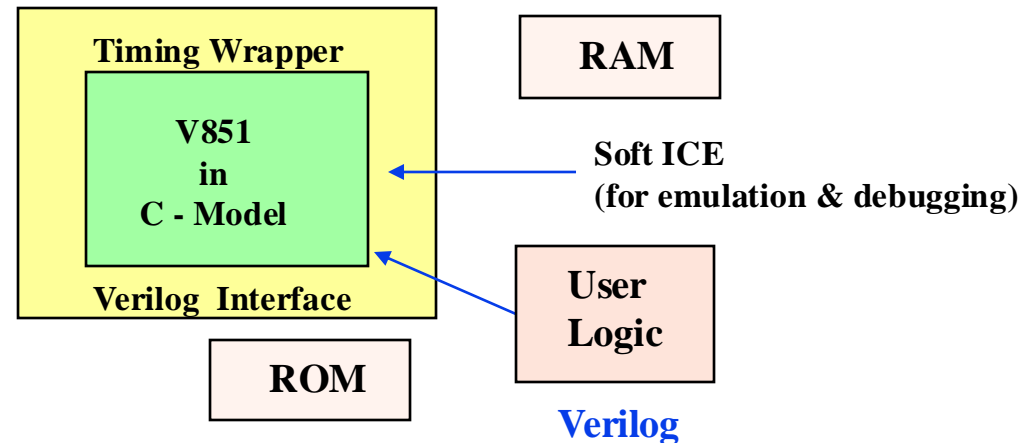 Timing Wrapper
V851
in
C - Model
Verilog Interface
RAM
Soft ICE
(for emulation & debugging)
User
Logic
ROM
Verilog